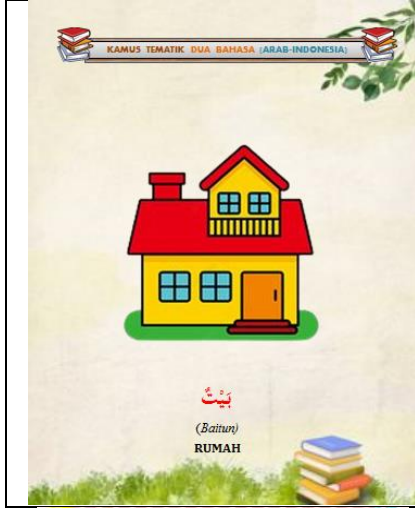 KAMUS TEMATIK DUA BAHASA (ARAB-INDONESIA)
بَيْتٌ
(Baitun)
RUMAH